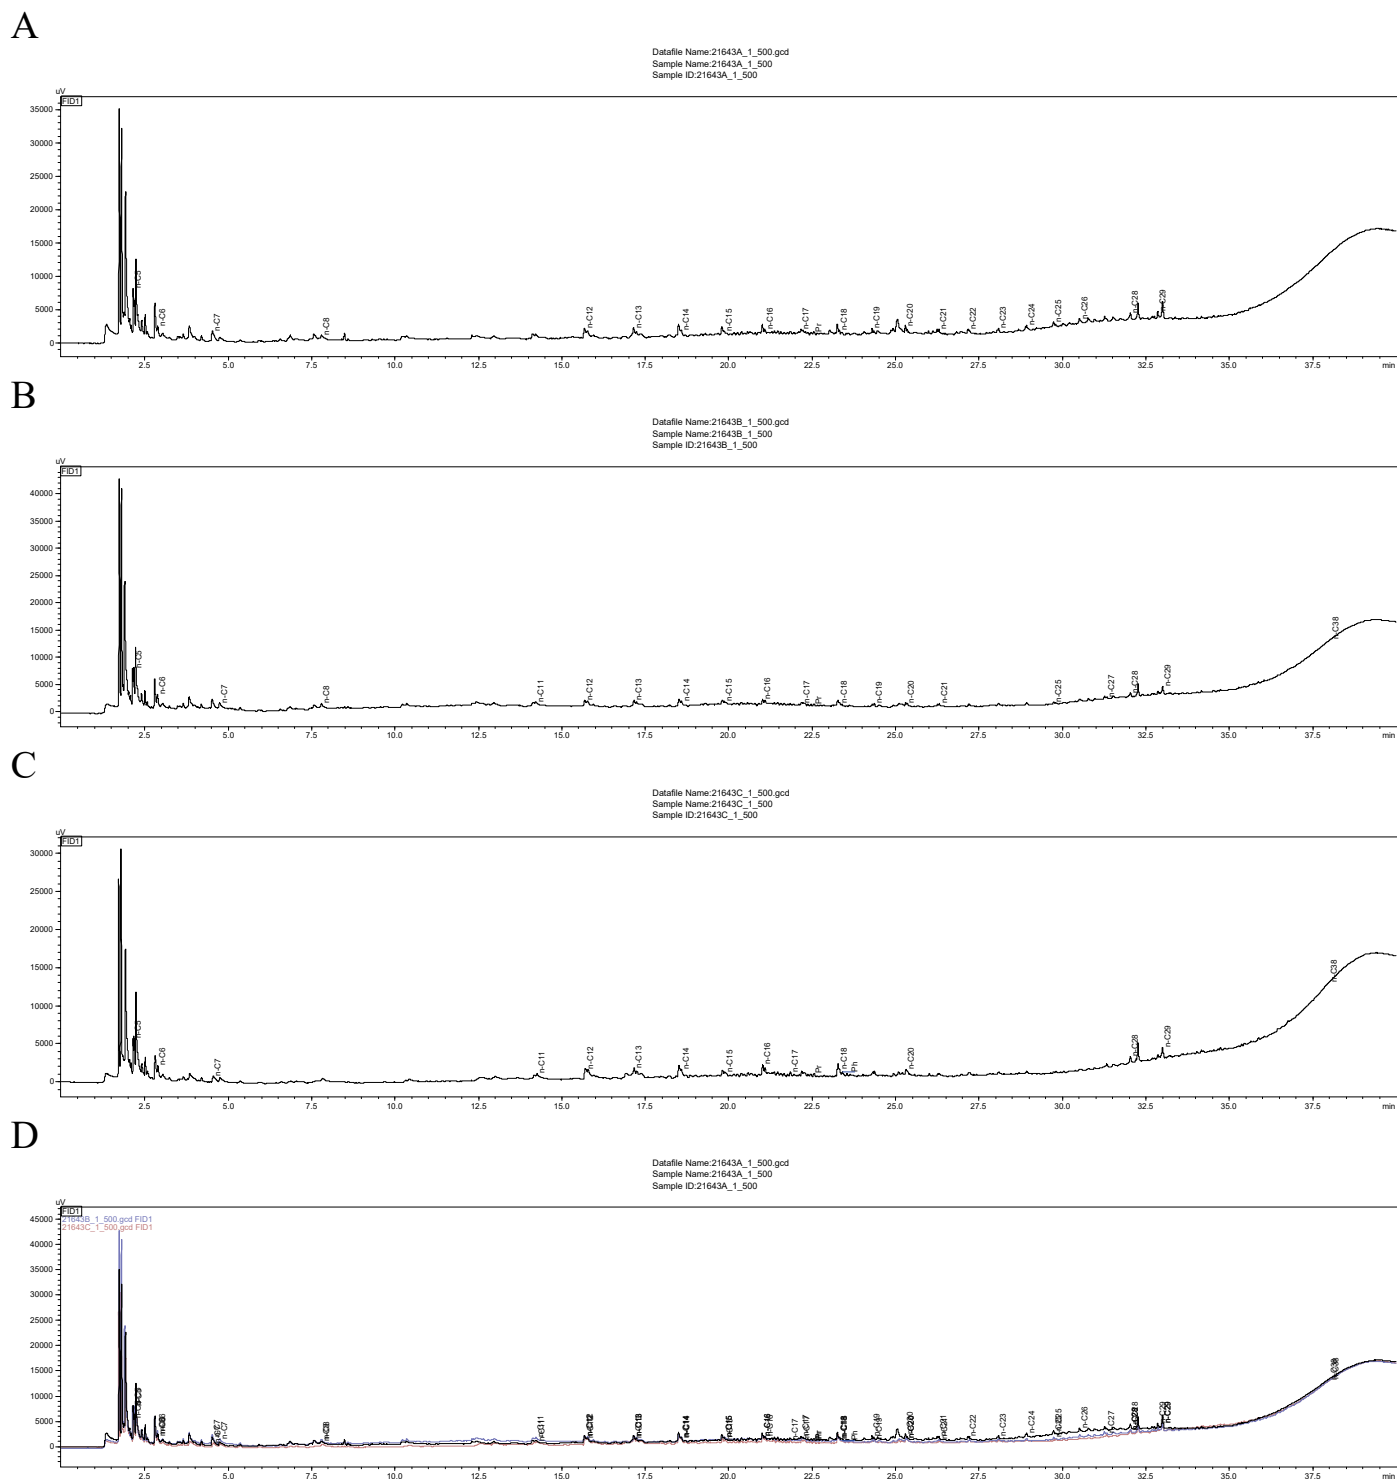 A
Datafile Name:21643A_1_500.gcd
Sample Name:21643A_1_500
Sample ID:21643A_1_500
uV
FID1
35000
30000
25000
20000
15000
10000
5000
0
n-C5
n-C6
n-C7
n-C8
n-C12
n-C13
n-C14
n-C15
n-C16
n-C17
Pr
n-C18
n-C19
n-C20
n-C21
n-C22
n-C23
n-C24
n-C25
n-C26
n-C28
n-C29
2.5 5.0 7.5 10.0 12.5 15.0 17.5 20.0 22.5 25.0 27.5 30.0 32.5 35.0 37.5 min
B
Datafile Name:21643B_1_500.gcd
Sample Name:21643B_1_500
Sample ID:21643B_1_500
uV
FID1
40000
35000
30000
25000
20000
15000
10000
5000
0
n-C5
n-C6
n-C7
n-C8
n-C11
n-C12
n-C13
n-C14
n-C15
n-C16
n-C17
Pr
n-C18
n-C19
n-C20
n-C21
n-C25
n-C27
n-C28
n-C29
n-C38
2.5 5.0 7.5 10.0 12.5 15.0 17.5 20.0 22.5 25.0 27.5 30.0 32.5 35.0 37.5 min
C
Datafile Name:21643C_1_500.gcd
Sample Name:21643C_1_500
Sample ID:21643C_1_500
uV
FID1
30000
25000
20000
15000
10000
5000
0
n-C5
n-C6
n-C7
n-C11
n-C12
n-C13
n-C14
n-C15
n-C16
n-C17
Pr
n-C18
Ph
n-C20
n-C28
n-C29
n-C38
2.5 5.0 7.5 10.0 12.5 15.0 17.5 20.0 22.5 25.0 27.5 30.0 32.5 35.0 37.5 min
D
Datafile Name:21643A_1_500.gcd
Sample Name:21643A_1_500
Sample ID:21643A_1_500
uV
FID1
21643B_1_500.gcd FID1
21643C_1_500.gcd FID1
45000
40000
35000
30000
25000
20000
15000
10000
5000
0
n-C7
n-C14
n-C17
Ph
n-C22
n-C23
n-C24
n-C26
n-C27
2.5 5.0 7.5 10.0 12.5 15.0 17.5 20.0 22.5 25.0 27.5 30.0 32.5 35.0 37.5 min